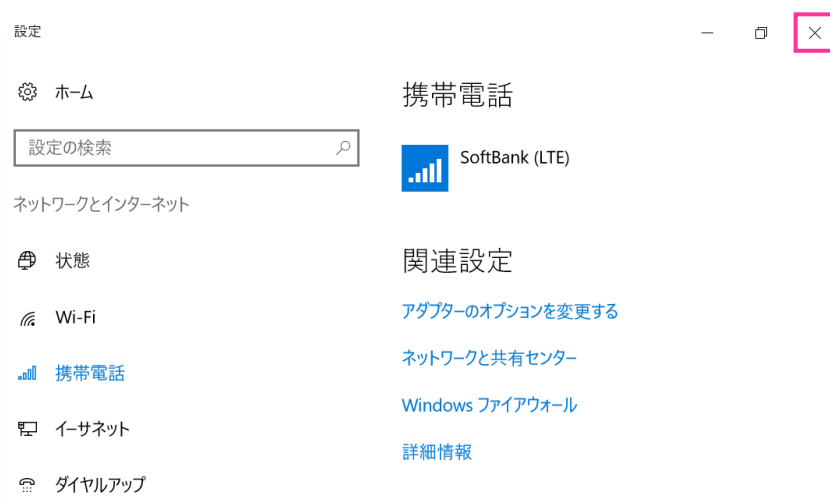 設定
ホーム
設定の検索
ネットワークとインターネット
状態
Wi-Fi
携帯電話
イーサネット
ダイヤルアップ
携帯電話
SoftBank (LTE)
関連設定
アダプターのオプションを変更する
ネットワークと共有センター
Windows ファイアウォール
詳細情報